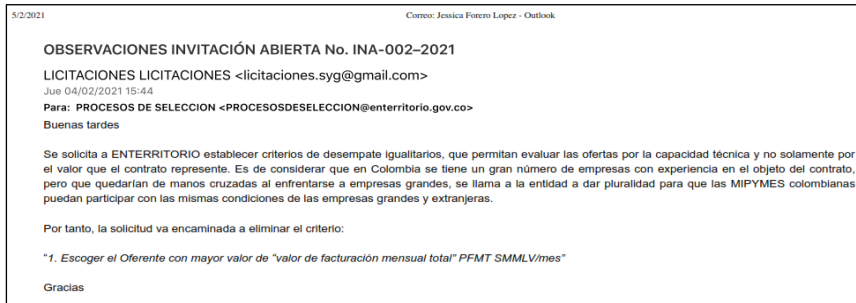 5/2/2021 Correo: Jessica Forero Lopez - Outlook
OBSERVACIONES INVITACIÓN ABIERTA No. INA-002–2021
LICITACIONES LICITACIONES <licitaciones.syg@gmail.com>
Jue 04/02/2021 15:44
Para: PROCESOS DE SELECCION <PROCESOSDESELECCION@enterritorio.gov.co>
Buenas tardes
Se solicita a ENTERRITORIO establecer criterios de desempate igualitarios, que permitan evaluar las ofertas por la capacidad técnica y no solamente por
el valor que el contrato represente. Es de considerar que en Colombia se tiene un gran número de empresas con experiencia en el objeto del contrato,
pero que quedarían de manos cruzadas al enfrentarse a empresas grandes, se llama a la entidad a dar pluralidad para que las MIPYMES colombianas
puedan participar con las mismas condiciones de las empresas grandes y extranjeras.
Por tanto, la solicitud va encaminada a eliminar el criterio:
"1. Escoger el Oferente con mayor valor de "valor de facturación mensual total" PFMT SMMLV/mes"
Gracias